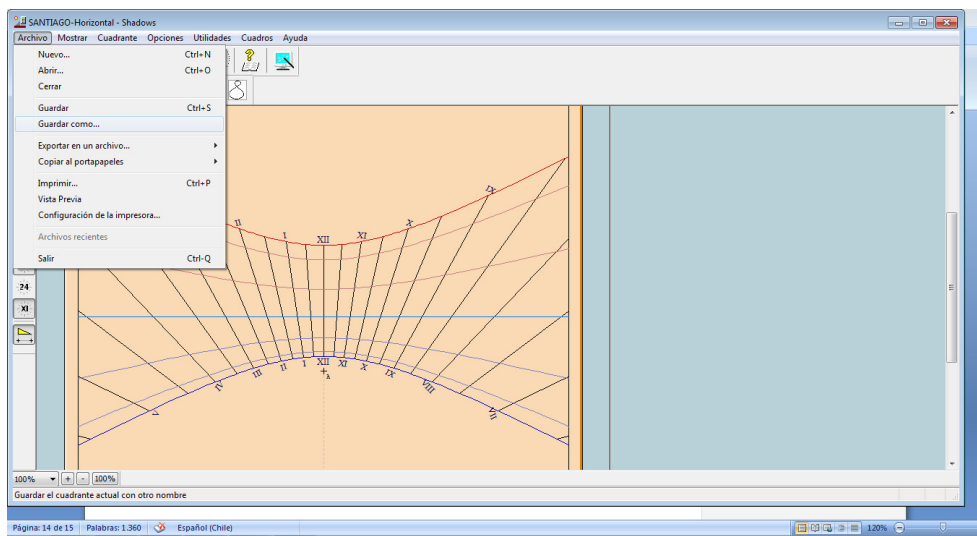 SANTIAGO-Horizontal - Shadows
Archivo Mostrar Cuadrante Opciones Utilidades Cuadros Ayuda
Nuevo... Ctrl+N
Abrir... Ctrl+O
Cerrar
Guardar Ctrl+S
Guardar como...
Exportar en un archivo...
Copiar al portapapeles
Imprimir... Ctrl+P
Vista Previa
Configuración de la impresora...
Archivos recientes
Salir Ctrl-Q
24
XI
II I XII XI X IX
V IV III II I XII XI X IX VIII VII
100% + - 100%
Guardar el cuadrante actual con otro nombre
Página: 14 de 15 Palabras: 1.360 Español (Chile) 120%